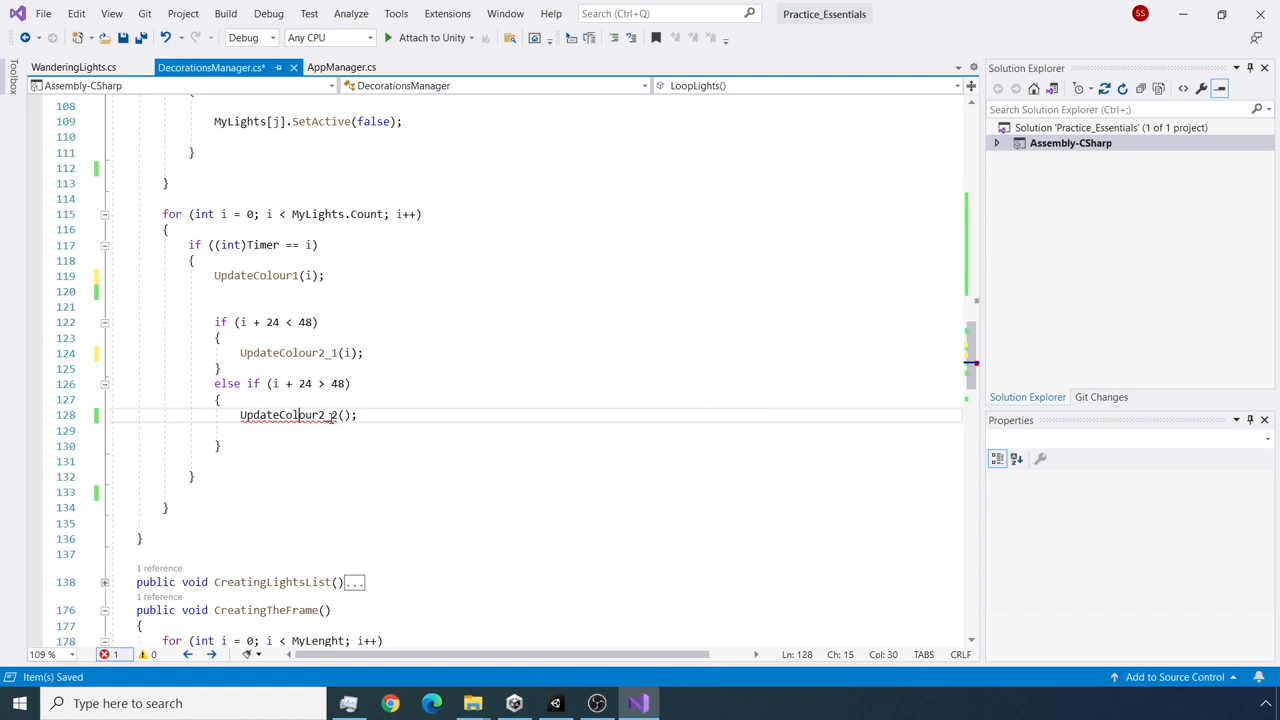 File Edit View Git Project Build Debug Test Analyze Tools Extensions Window Help Search (Ctrl+Q) Practice_Essentials SS
Debug Any CPU Attach to Unity
Toolbox
WanderingLights.cs DecorationsManager.cs* AppManager.cs
Assembly-CSharp DecorationsManager LoopLights()
108 {
109 MyLights[j].SetActive(false);
110
111 }
112
113 }
114
115 for (int i = 0; i < MyLights.Count; i++)
116 {
117 if ((int)Timer == i)
118 {
119 UpdateColour1(i);
120
121
122 if (i + 24 < 48)
123 {
124 UpdateColour2_1(i);
125 }
126 else if (i + 24 > 48)
127 {
128 UpdateColour2_2();
129
130 }
131
132 }
133
134 }
135
136 }
137
1 reference
138 public void CreatingLightsList()...
1 reference
176 public void CreatingTheFrame()
177 {
178 for (int i = 0; i < MyLenght; i++)
109 % 1 0 Ln: 128 Ch: 15 Col: 30 TABS CRLF
Solution Explorer
Search Solution Explorer (Ctrl+;)
Solution 'Practice_Essentials' (1 of 1 project)
Assembly-CSharp
Solution Explorer Git Changes
Properties
Item(s) Saved Add to Source Control
Type here to search